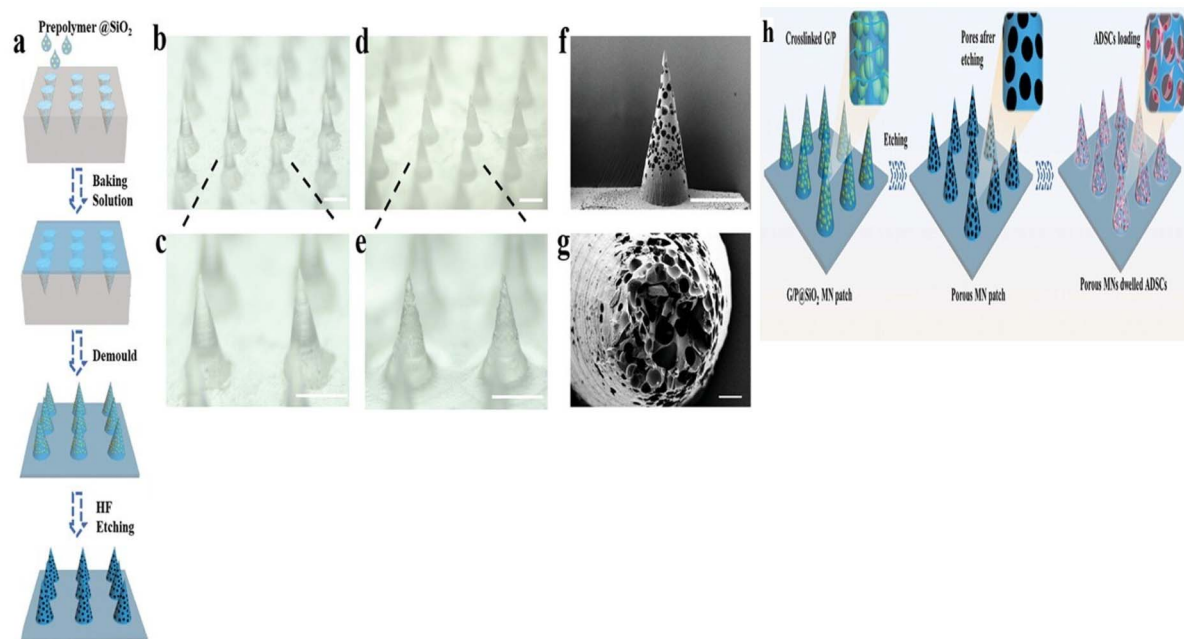 a
Prepolymer @SiO₂
Baking
Solution
Demould
HF
Etching
b
d
c
e
f
g
h
Crosslinked G/P
Pores afrer
etching
ADSCs loading
Etching
G/P@SiO₂ MN patch
Porous MN patch
Porous MNs dwelled ADSCs